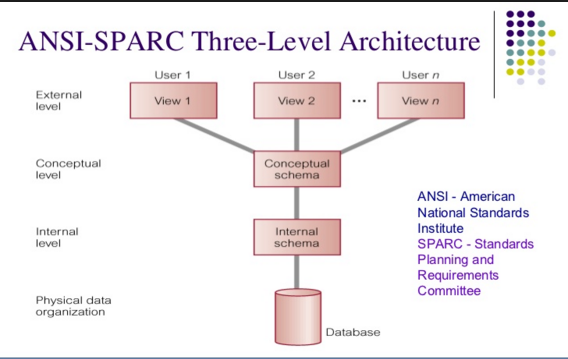 ANSI-SPARC Three-Level Architecture
User 1
User 2
User n
External
level
View 1
View 2
...
View n
Conceptual
level
Conceptual
schema
Internal
level
Internal
schema
Physical data
organization
Database
ANSI - American
National Standards
Institute
SPARC - Standards
Planning and
Requirements
Committee